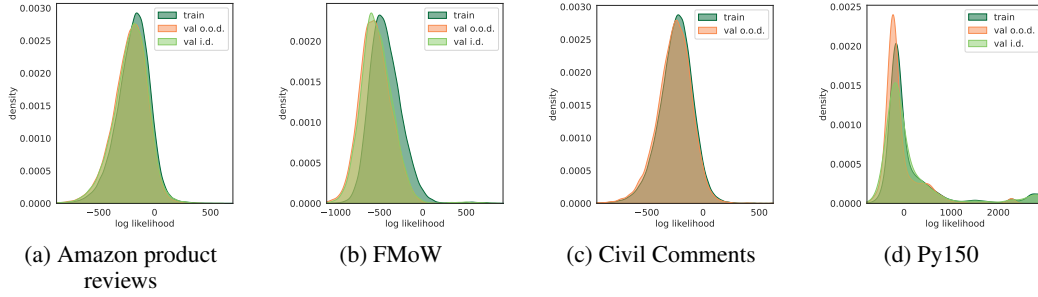 train
val o.o.d.
val i.d.
0.0030
0.0025
0.0020
0.0015
0.0010
0.0005
0.0000
density
−500
0
500
log likelihood
(a) Amazon product
reviews
train
val o.o.d.
val i.d.
0.0020
0.0015
0.0010
0.0005
0.0000
density
−1000
−500
0
500
log likelihood
(b) FMoW
train
val o.o.d.
0.0030
0.0025
0.0020
0.0015
0.0010
0.0005
0.0000
density
−500
0
500
log likelihood
(c) Civil Comments
train
val o.o.d.
val i.d.
0.0025
0.0020
0.0015
0.0010
0.0005
0.0000
density
0
1000
2000
log likelihood
(d) Py150